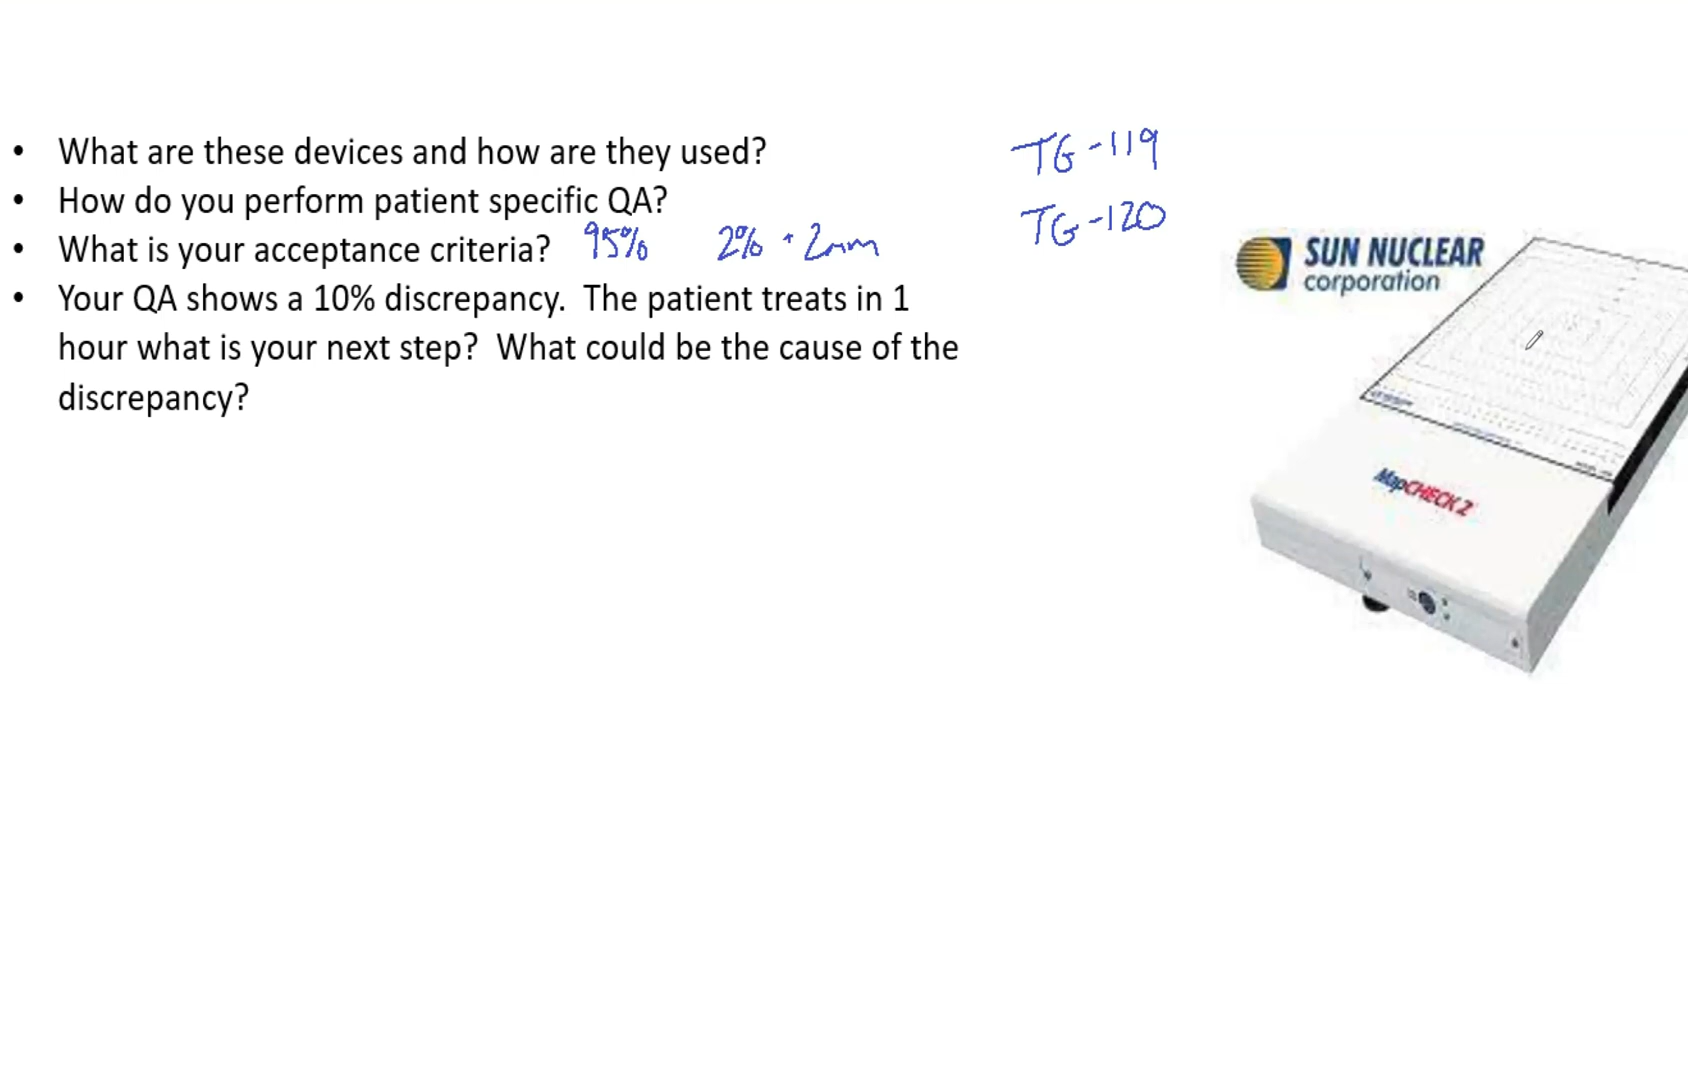 • What are these devices and how are they used?
TG-119
• How do you perform patient specific QA?
TG-120
• What is your acceptance criteria? 95% 2% + 2mm
SUN NUCLEAR
corporation
• Your QA shows a 10% discrepancy. The patient treats in 1
hour what is your next step? What could be the cause of the
discrepancy?
MapCHECK 2